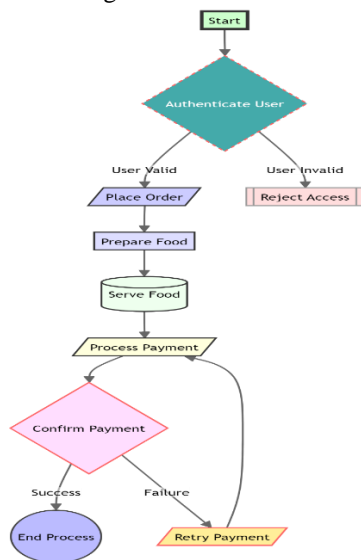 Start
Authenticate User
User Valid
User Invalid
Place Order
Reject Access
Prepare Food
Serve Food
Process Payment
Confirm Payment
Success
Failure
End Process
Retry Payment